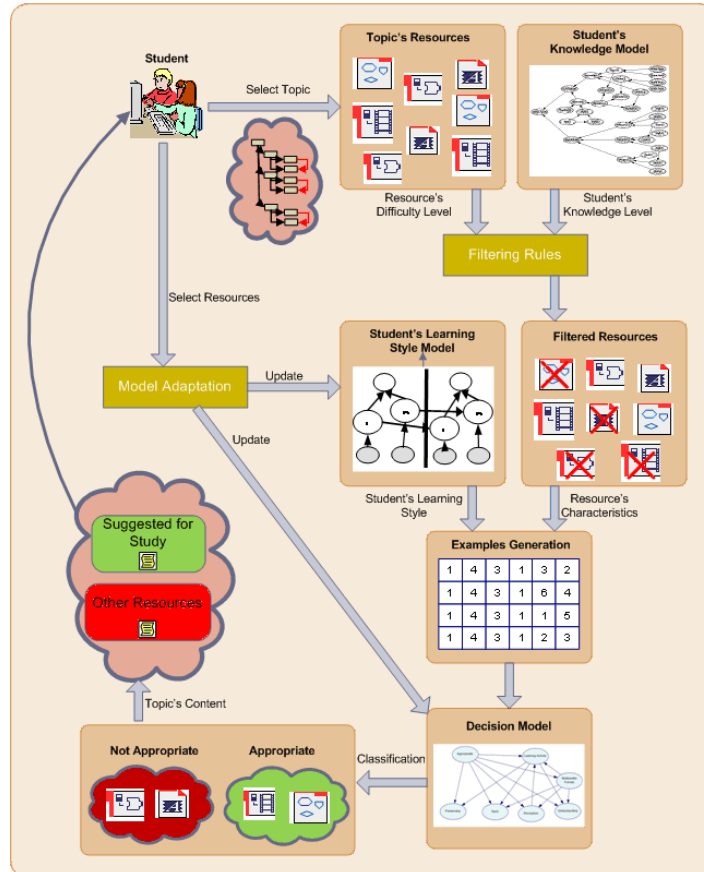 Student
Topic's Resources
Student's
Knowledge Model
Select Topic
Resource's
Difficulty Level
Student's
Knowledge Level
Filtering Rules
Select Resources
Student's Learning
Style Model
Filtered Resources
Model Adaptation
Update
Update
Student's Learning
Style
Resource's
Characteristics
Suggested for
Study
Other Resources
Examples Generation
1 4 3 1 3 2
1 4 3 1 6 4
1 4 3 1 1 5
1 4 3 1 2 3
Topic's Content
Decision Model
Not Appropriate
Appropriate
Classification